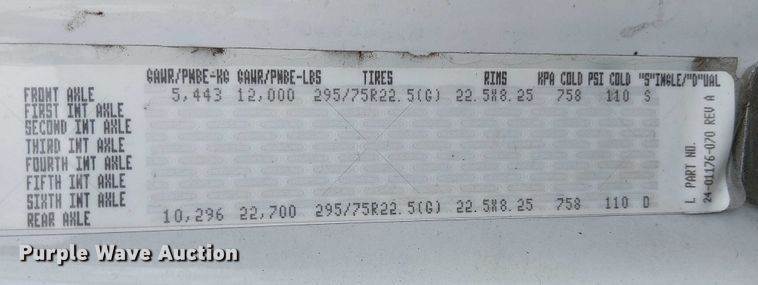 GAWR/PNBE-KG GAWR/PNBE-LBS TIRES RIMS KPA COLD PSI COLD "S"INGLE/"D"UAL
FRONT AXLE 5,443 12,000 295/75R22.5(G) 22.5X8.25 758 110 S
FIRST INT AXLE
SECOND INT AXLE
THIRD INT AXLE
FOURTH INT AXLE
FIFTH INT AXLE
SIXTH INT AXLE
REAR AXLE 10,296 22,700 295/75R22.5(G) 22.5X8.25 758 110 D
L PART NO.
24-01176-070 REV A
Purple Wave Auction